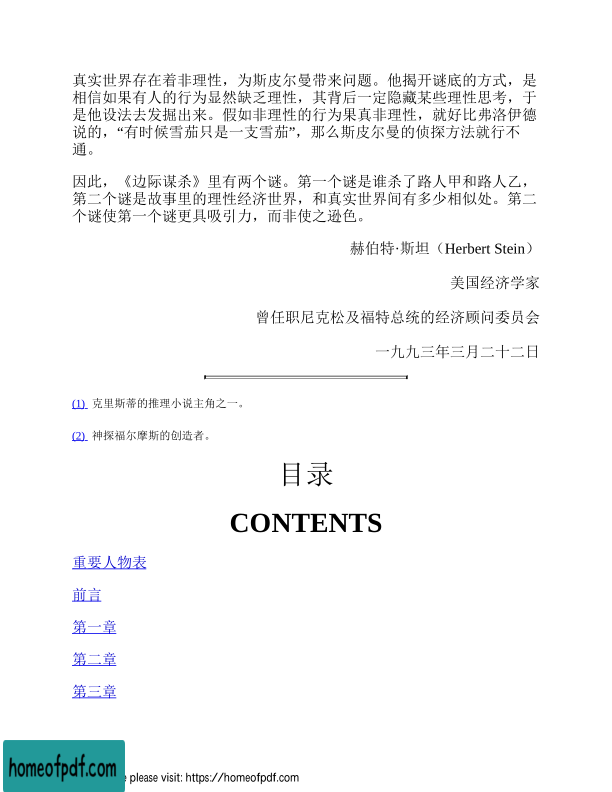 真实世界存在着非理性，为斯皮尔曼带来问题。他揭开谜底的方式，是
相信如果有人的行为显然缺乏理性，其背后一定隐藏某些理性思考，于
是他设法去发掘出来。假如非理性的行为果真非理性，就好比弗洛伊德
说的，“有时候雪茄只是一支雪茄”，那么斯皮尔曼的侦探方法就行不
通。
因此，《边际谋杀》里有两个谜。第一个谜是谁杀了路人甲和路人乙，
第二个谜是故事里的理性经济世界，和真实世界间有多少相似处。第二
个谜使第一个谜更具吸引力，而非使之逊色。
赫伯特·斯坦（Herbert Stein）
美国经济学家
曾任职尼克松及福特总统的经济顾问委员会
一九九三年三月二十二日
(1) 克里斯蒂的推理小说主角之一。
(2) 神探福尔摩斯的创造者。
目录
CONTENTS
重要人物表
前言
第一章
第二章
第三章
homeofpdf.com
e please visit: https://homeofpdf.com